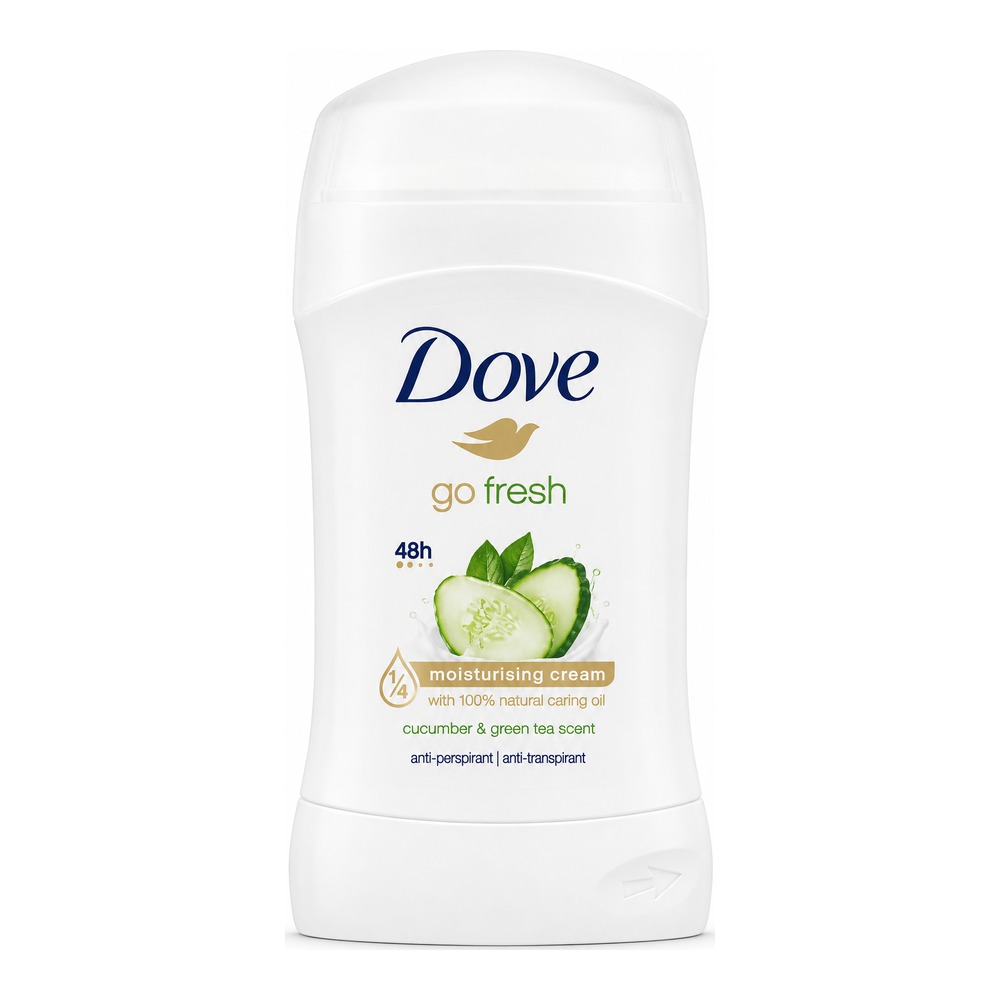 Dove
go fresh
48h
1/4
moisturising cream
with 100% natural caring oil
cucumber & green tea scent
anti-perspirant | anti-transpirant